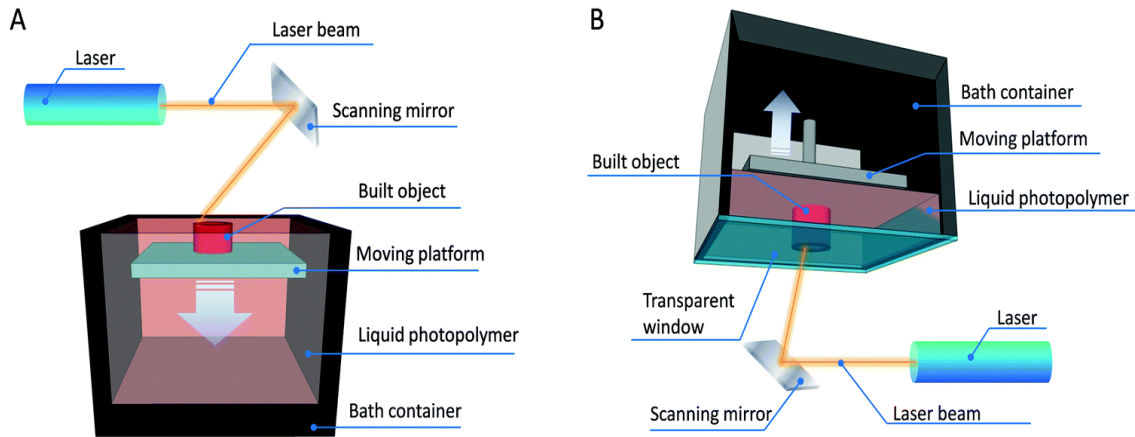 A
Laser beam
Laser
Scanning mirror
Built object
Moving platform
Liquid photopolymer
Bath container
B
Bath container
Moving platform
Built object
Liquid photopolymer
Transparent
window
Laser
Scanning mirror
Laser beam